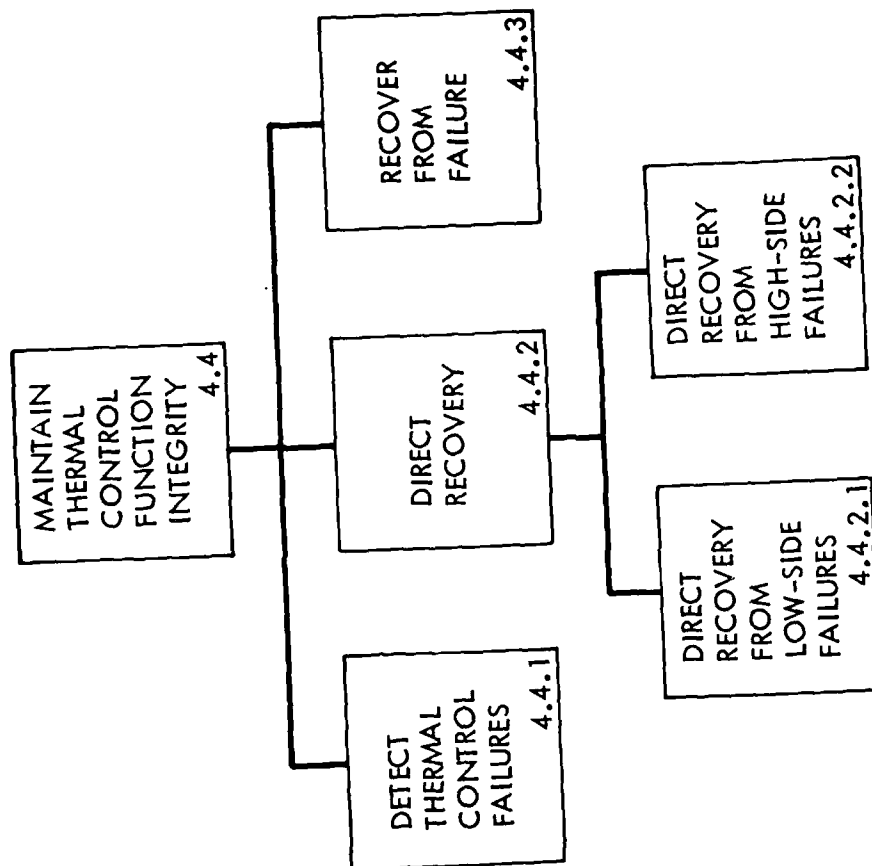 MAINTAIN
THERMAL
CONTROL
FUNCTION
INTEGRITY
4.4
DETECT
THERMAL
CONTROL
FAILURES
4.4.1
DIRECT
RECOVERY
4.4.2
RECOVER
FROM
FAILURE
4.4.3
DIRECT
RECOVERY
FROM
LOW-SIDE
FAILURES
4.4.2.1
DIRECT
RECOVERY
FROM
HIGH-SIDE
FAILURES
4.4.2.2